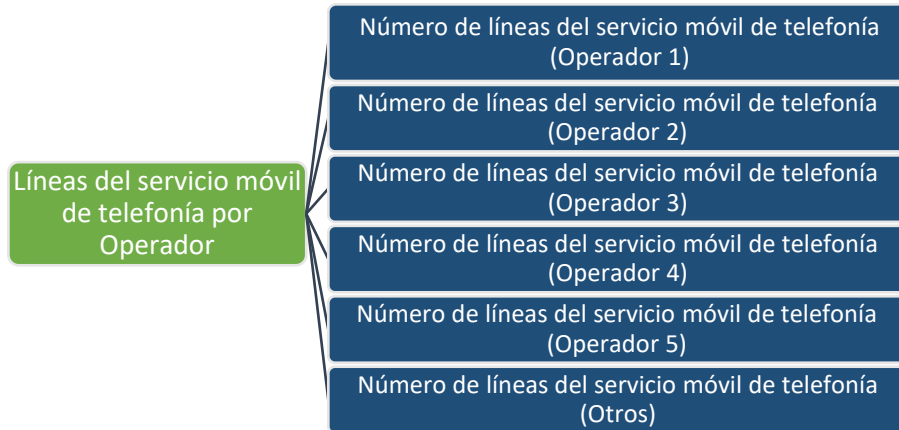 Líneas del servicio móvil
de telefonía por
Operador
Número de líneas del servicio móvil de telefonía
(Operador 1)
Número de líneas del servicio móvil de telefonía
(Operador 2)
Número de líneas del servicio móvil de telefonía
(Operador 3)
Número de líneas del servicio móvil de telefonía
(Operador 4)
Número de líneas del servicio móvil de telefonía
(Operador 5)
Número de líneas del servicio móvil de telefonía
(Otros)